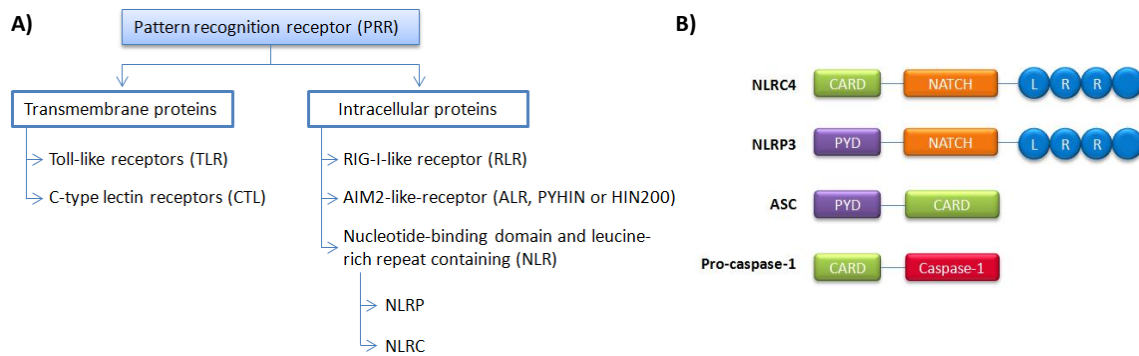 A)
Pattern recognition receptor (PRR)
Transmembrane proteins
Toll-like receptors (TLR)
C-type lectin receptors (CTL)
Intracellular proteins
RIG-I-like receptor (RLR)
AIM2-like-receptor (ALR, PYHIN or HIN200)
Nucleotide-binding domain and leucine-
rich repeat containing (NLR)
NLRP
NLRC
B)
NLRC4 CARD NATCH L R R
NLRP3 PYD NATCH L R R
ASC PYD CARD
Pro-caspase-1 CARD Caspase-1